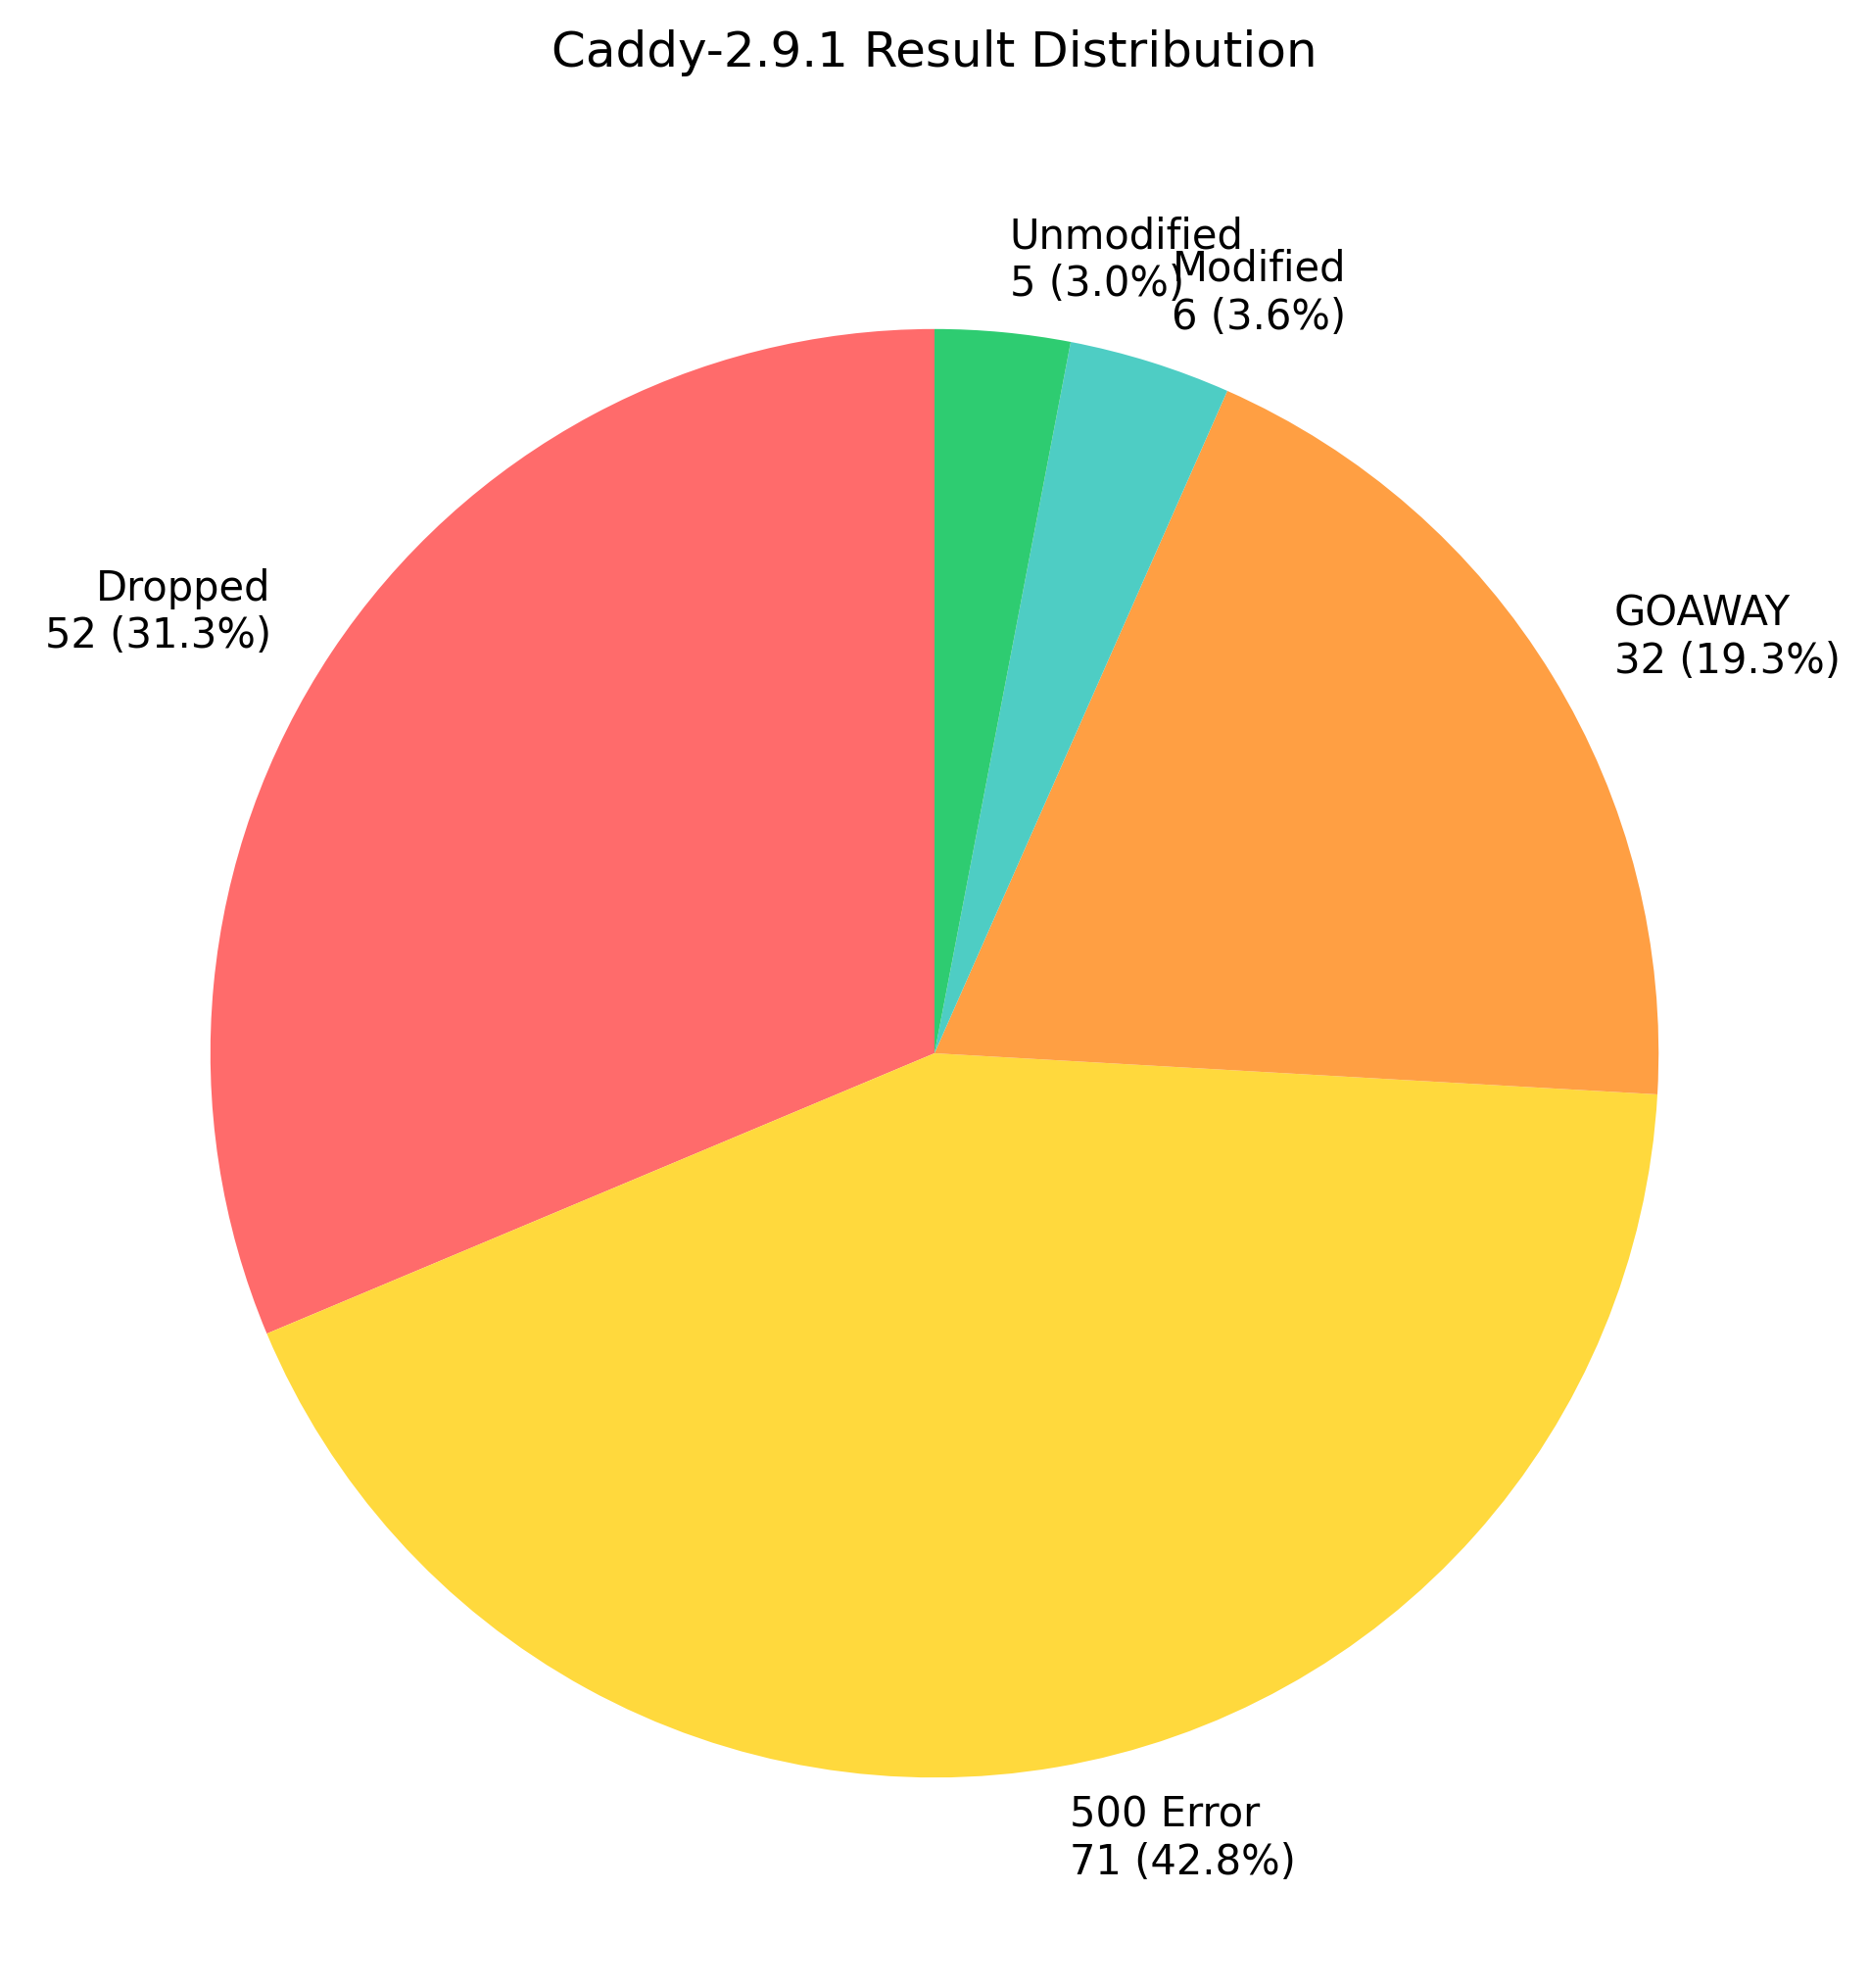 Caddy-2.9.1 Result Distribution
Unmodified
5 (3.0%)
Modified
6 (3.6%)
Dropped
52 (31.3%)
GOAWAY
32 (19.3%)
500 Error
71 (42.8%)